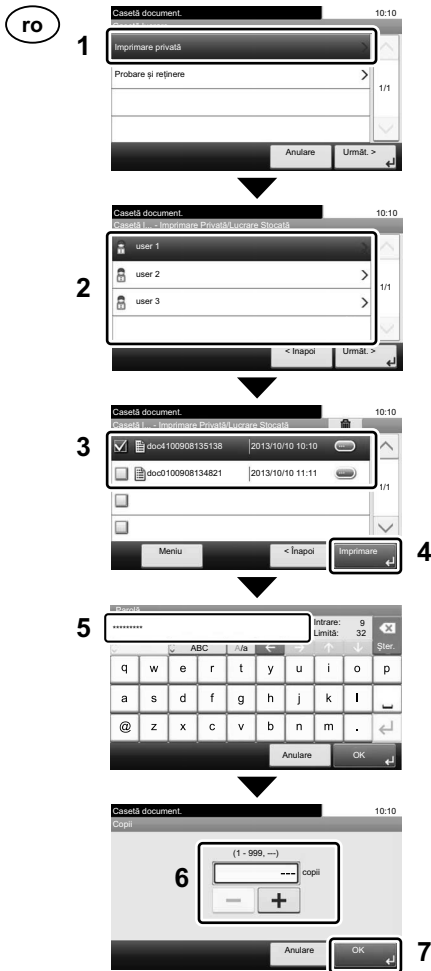 ro
Casetă document. 10:10
1
Imprimare privată
Probare și reținere
1/1
Anulare Următ. >
Casetă document. 10:10
Casetă l... - Imprimare Privată/Lucrare Stocată
2
user 1
user 2
user 3
1/1
< Inapoi Următ. >
Casetă document. 10:10
Casetă l... - Imprimare Privată/Lucrare Stocată
3
doc4100908135138 2013/10/10 10:10
doc0100908134821 2013/10/10 11:11
1/1
Meniu < Înapoi Imprimare 4
Parolă
5
********* Intrare: 9
Limită: 32
ABC A/a Șter.
q w e r t y u i o p
a s d f g h j k l _
@ z x c v b n m .
Anulare OK
Casetă document. 10:10
Copii
(1 - 999, ---)
6
--- copii
− +
Anulare OK 7